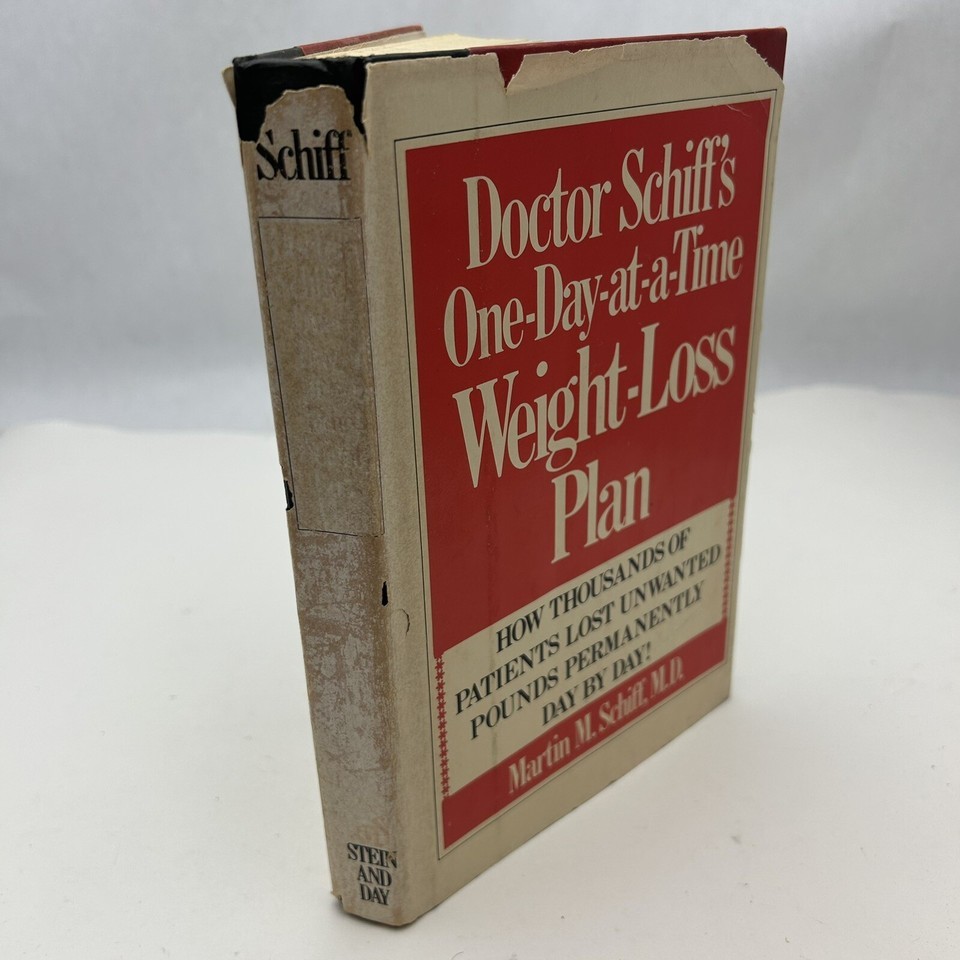 Schiff
STEIN
AND
DAY
Doctor Schiff's
One-Day-at-a-Time
Weight-Loss
Plan
HOW THOUSANDS OF
PATIENTS LOST UNWANTED
POUNDS PERMANENTLY
DAY BY DAY!
Martin M. Schiff, M.D.